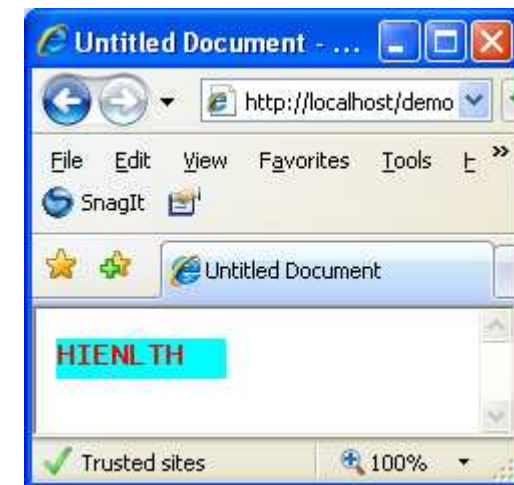 Untitled Document - ...
http://localhost/demo
File Edit View Favorites Tools »
SnagIt
Untitled Document
HIENLTH
Trusted sites 100%